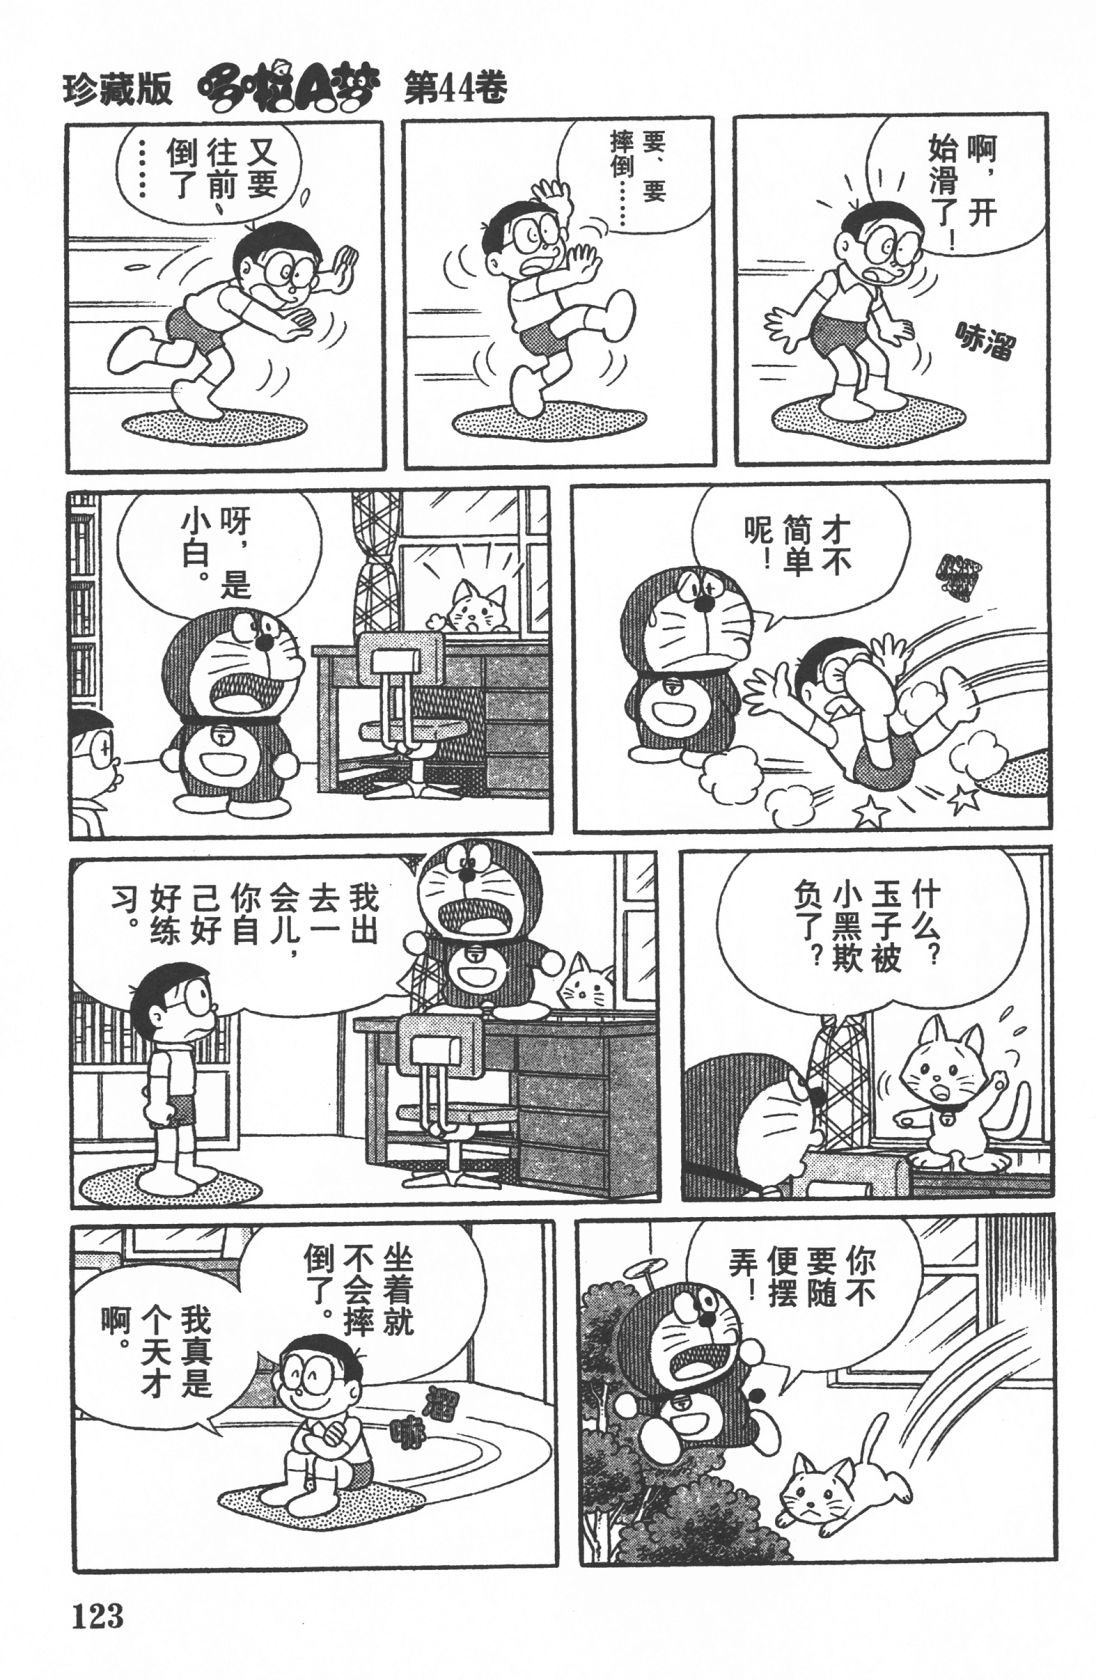 珍藏版 哆啦A梦 第44卷
啊，开
始滑了！
哧溜
要、要
摔倒……
又要
往前
倒了
……
才不
简单
呢！
呀，是
小白。
什么？
玉子被
小黑欺
负了？
我出
去一
会儿，
你自
己好
好练
习。
你不
要随
便摆
弄！
坐着就
不会摔
倒了。
我真是
个天才
啊。
哧溜
123